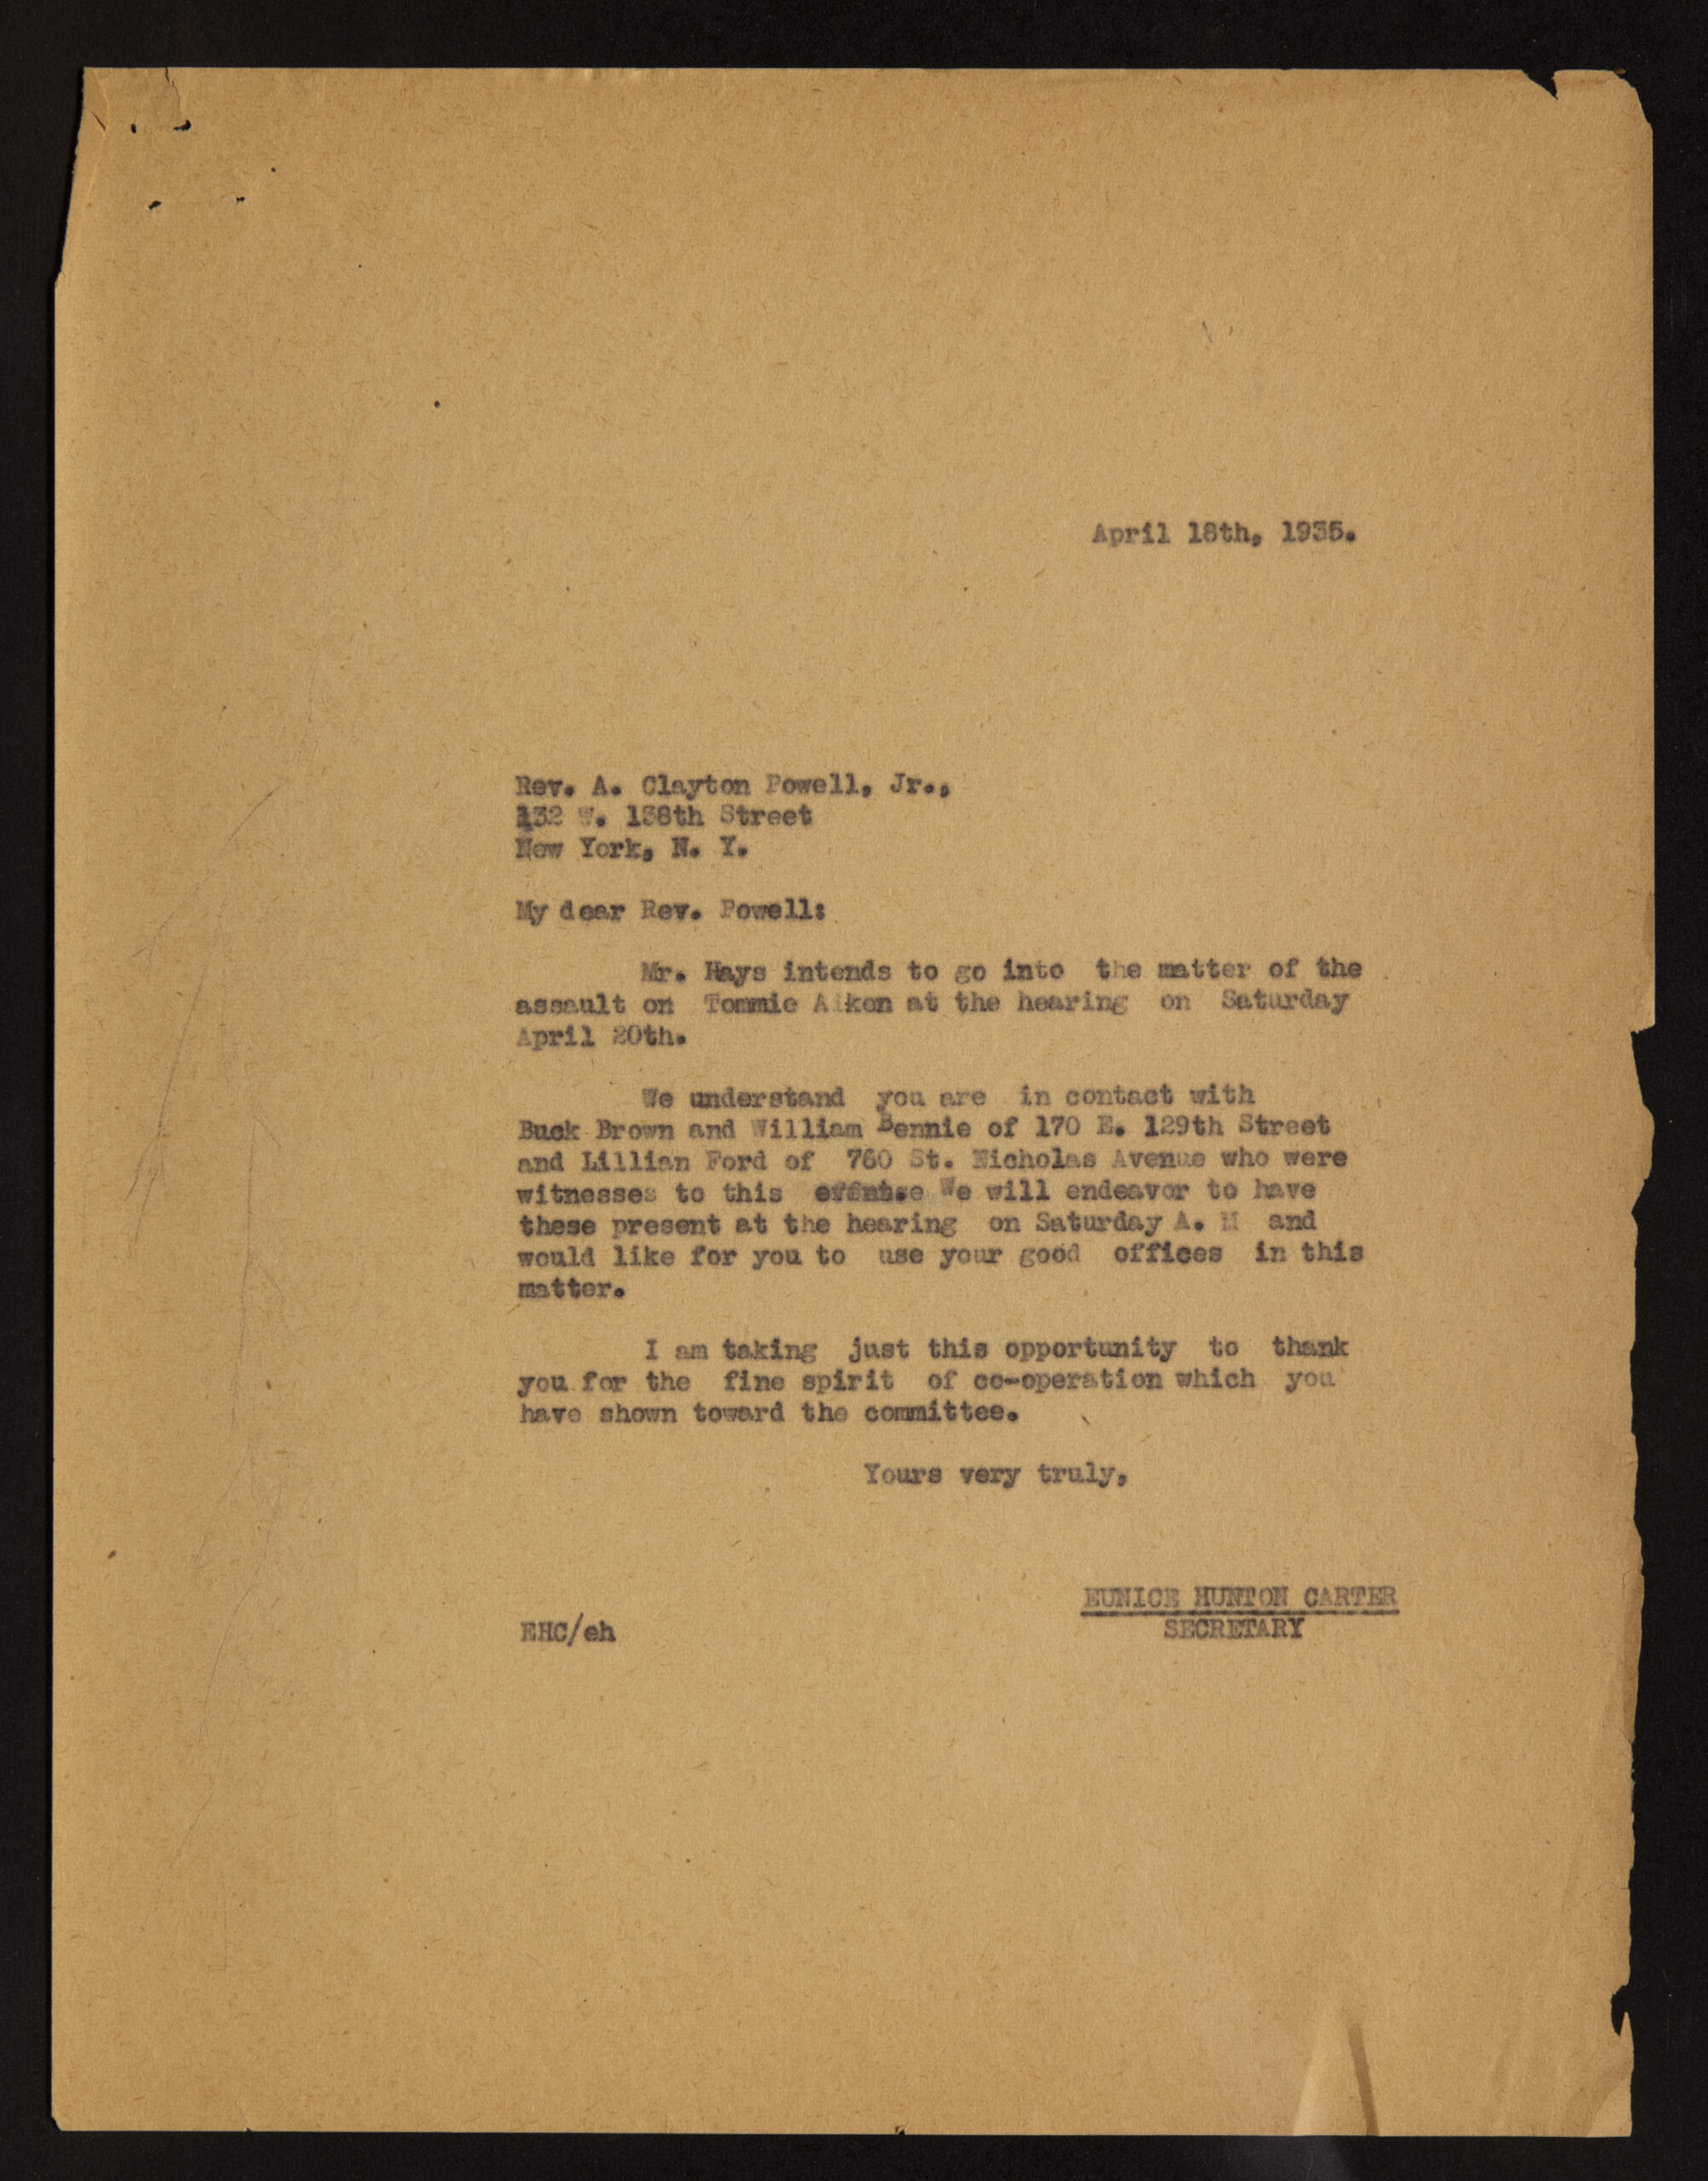 April 18th, 1935.
Rev. A. Clayton Powell, Jr.,
132 W. 138th Street
New York, N. Y.
My dear Rev. Powell:
Mr. Hays intends to go into the matter of the
assault on Tommie Aiken at the hearing on Saturday
April 20th.
We understand you are in contact with
Buck Brown and William Bennie of 170 E. 129th Street
and Lillian Ford of 760 St. Nicholas Avenue who were
witnesses to this We will endeavor to have
these present at the hearing on Saturday A. M and
would like for you to use your good offices in this
matter.
I am taking just this opportunity to thank
you for the fine spirit of co-operation which you
have shown toward the committee.
Yours very truly,
EUNICE HUNTON CARTER
SECRETARY
EHC/eh